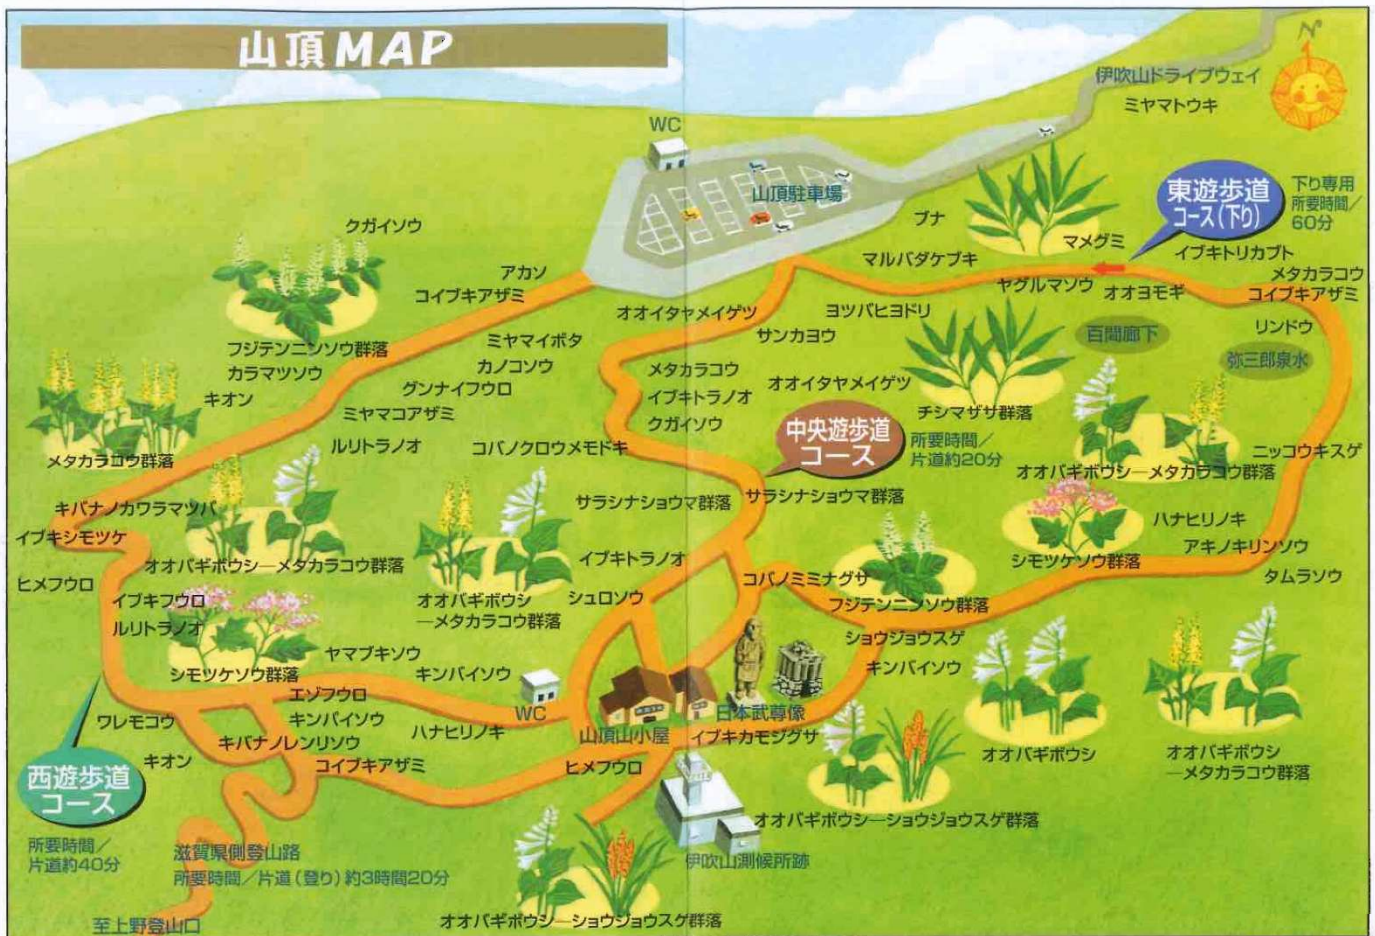 山頂MAP
N
伊吹山ドライブウェイ
ミヤマトウキ
WC
山頂駐車場
東遊歩道
コース(下り)
下り専用
所要時間/
60分
クガイソウ
ブナ
マメグミ
イブキトリカブト
アカソ
マルバダケブキ
メタカラコウ
コイブキアザミ
ヤグルマソウ
オオヨモギ
コイブキアザミ
オオイタヤメイゲツ
ヨツバヒヨドリ
リンドウ
サンカヨウ
百間廊下
ミヤマイボタ
フジテンニンソウ群落
弥三郎泉水
カノコソウ
メタカラコウ
カラマツソウ
グンナイフウロ
イブキトラノオ
オオイタヤメイゲツ
キオン
ミヤマコアザミ
クガイソウ
チシマザサ群落
中央遊歩道
コース
所要時間/
片道約20分
ルリトラノオ
コバノクロウメモドキ
ニッコウキスゲ
メタカラコウ群落
オオバギボウシ―メタカラコウ群落
サラシナショウマ群落
サラシナショウマ群落
キバナノカワラマツバ
ハナヒリノキ
イブキシモツケ
アキノキリンソウ
イブキトラノオ
シモツケソウ群落
オオバギボウシ―メタカラコウ群落
タムラソウ
ヒメフウロ
コバノミミナグサ
イブキフウロ
オオバギボウシ
―メタカラコウ群落
シュロソウ
フジテンニンソウ群落
ルリトラノオ
ショウジョウスゲ
ヤマブキソウ
キンバイソウ
シモツケソウ群落
キンバイソウ
エゾフウロ
WC
日本武尊像
ワレモコウ
キンバイソウ
ハナヒリノキ
山頂山小屋
イブキカモジグサ
キバナノレンリソウ
オオバギボウシ
オオバギボウシ
―メタカラコウ群落
キオン
コイブキアザミ
ヒメフウロ
西遊歩道
コース
所要時間/
片道約40分
オオバギボウシ―ショウジョウスゲ群落
滋賀県側登山路
所要時間/片道(登り)約3時間20分
伊吹山測候所跡
オオバギボウシ―ショウジョウスゲ群落
至上野登山口